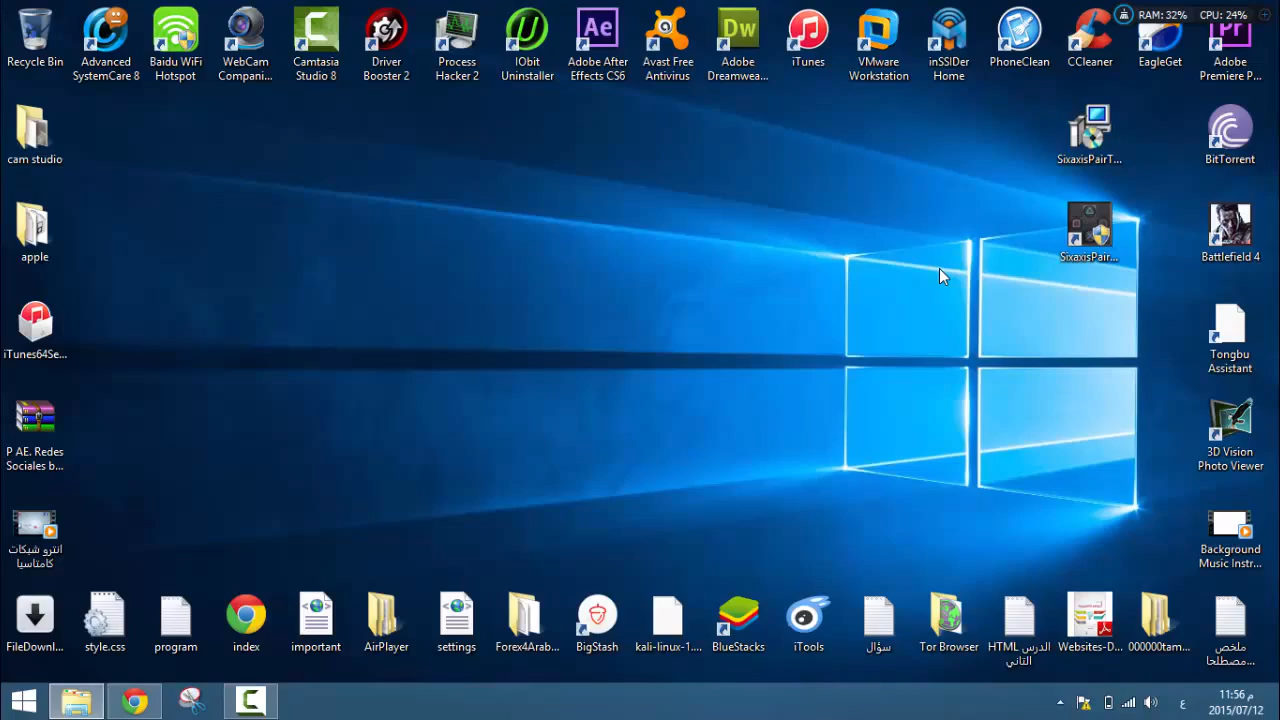 RAM: 32% CPU: 24%
Recycle Bin
Advanced
SystemCare 8
Baidu WiFi
Hotspot
WebCam
Compani...
Camtasia
Studio 8
Driver
Booster 2
Process
Hacker 2
IObit
Uninstaller
Adobe After
Effects CS6
Avast Free
Antivirus
Adobe
Dreamwea...
iTunes
VMware
Workstation
inSSIDer
Home
PhoneClean
CCleaner
EagleGet
Adobe
Premiere P...
cam studio
SixaxisPairT...
BitTorrent
apple
SixaxisPair...
Battlefield 4
iTunes64Se...
Tongbu
Assistant
P AE. Redes
Sociales b...
3D Vision
Photo Viewer
انترو شبكات
كامتاسيا
Background
Music Instr...
FileDownl...
style.css
program
index
important
AirPlayer
settings
Forex4Arab...
BigStash
kali-linux-1....
BlueStacks
iTools
سؤال
Tor Browser
الدرس HTML
الثاني
Websites-D...
000000tam...
ملخص
مصطلحا...
ع
11:56 م
2015/07/12